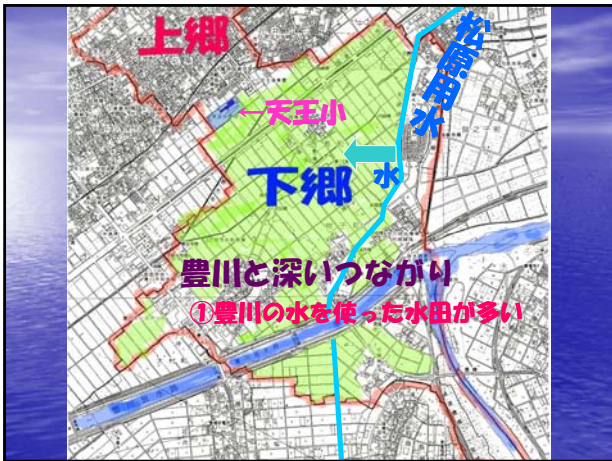 上郷
松原用水
←天王小
下郷
水
豊川と深いつながり
①豊川の水を使った水田が多い